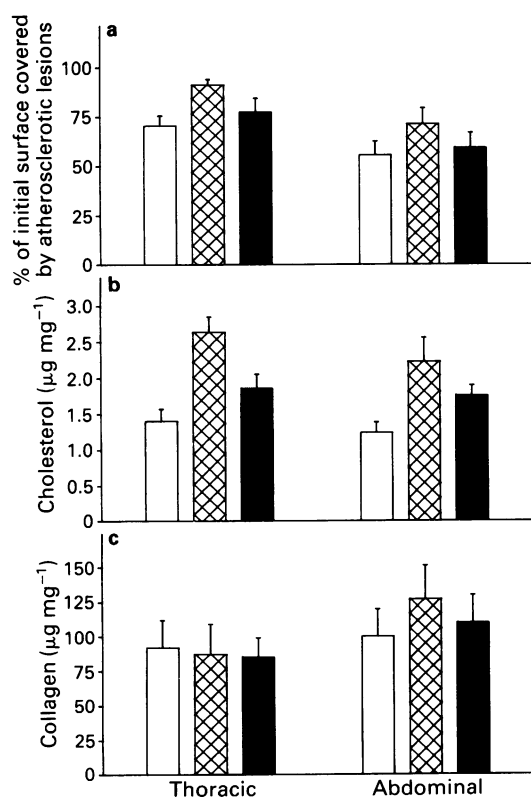 a
% of initial surface covered
by atherosclerotic lesions
100
75
50
25
0
b
Cholesterol (µg mg⁻¹)
3.0
2.5
2.0
1.5
1.0
.5
0
c
Collagen (µg mg⁻¹)
150
125
100
75
50
25
0
Thoracic
Abdominal